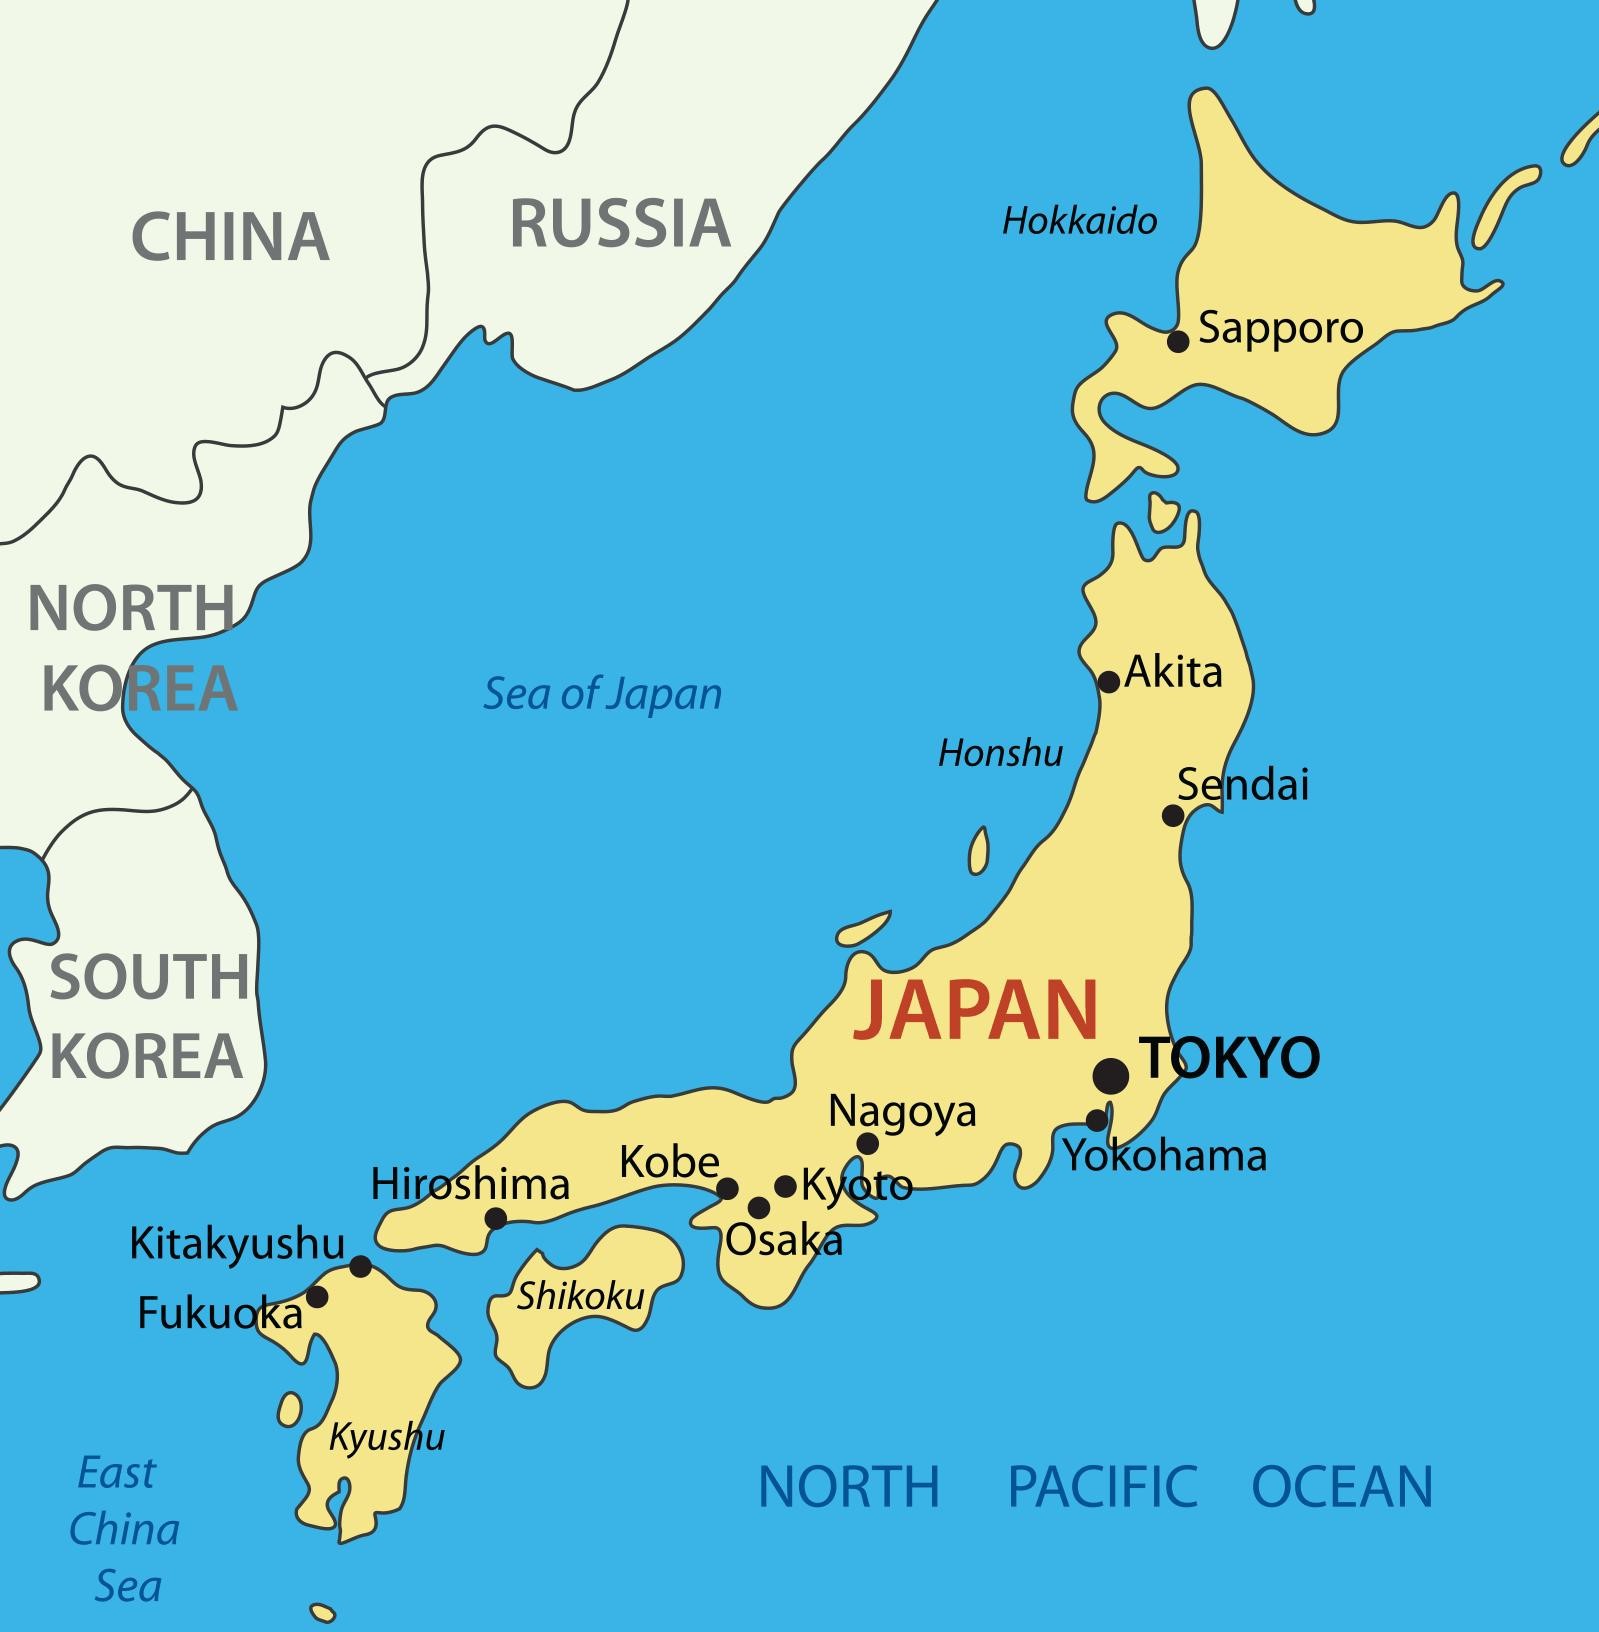 CHINA
RUSSIA
Hokkaido
Sapporo
NORTH
KOREA
Sea of Japan
Akita
Honshu
Sendai
SOUTH
KOREA
JAPAN
TOKYO
Nagoya
Yokohama
Kobe
Kyoto
Hiroshima
Osaka
Kitakyushu
Shikoku
Fukuoka
Kyushu
East
China
Sea
NORTH PACIFIC OCEAN